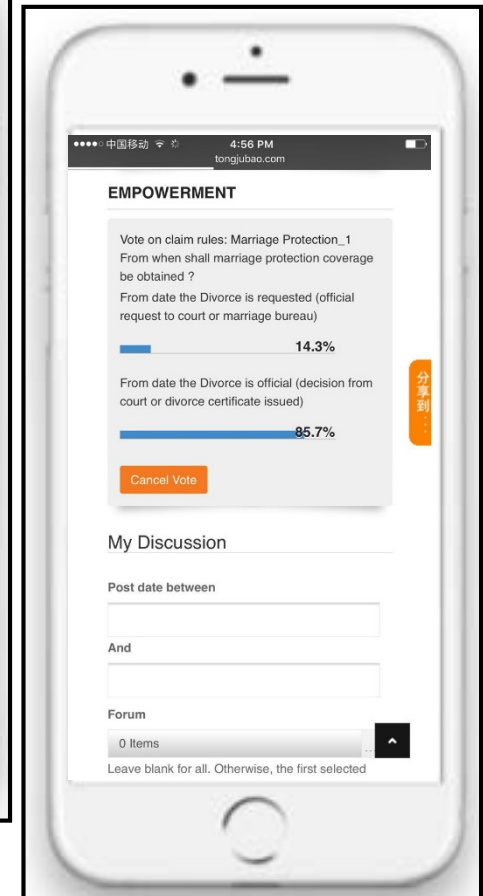 中国移动 4:56 PM
tongjubao.com
EMPOWERMENT
Vote on claim rules: Marriage Protection_1
From when shall marriage protection coverage
be obtained ?
From date the Divorce is requested (official
request to court or marriage bureau)
14.3%
From date the Divorce is official (decision from
court or divorce certificate issued)
85.7%
Cancel Vote
分享到...
My Discussion
Post date between
And
Forum
0 Items ...
Leave blank for all. Otherwise, the first selected